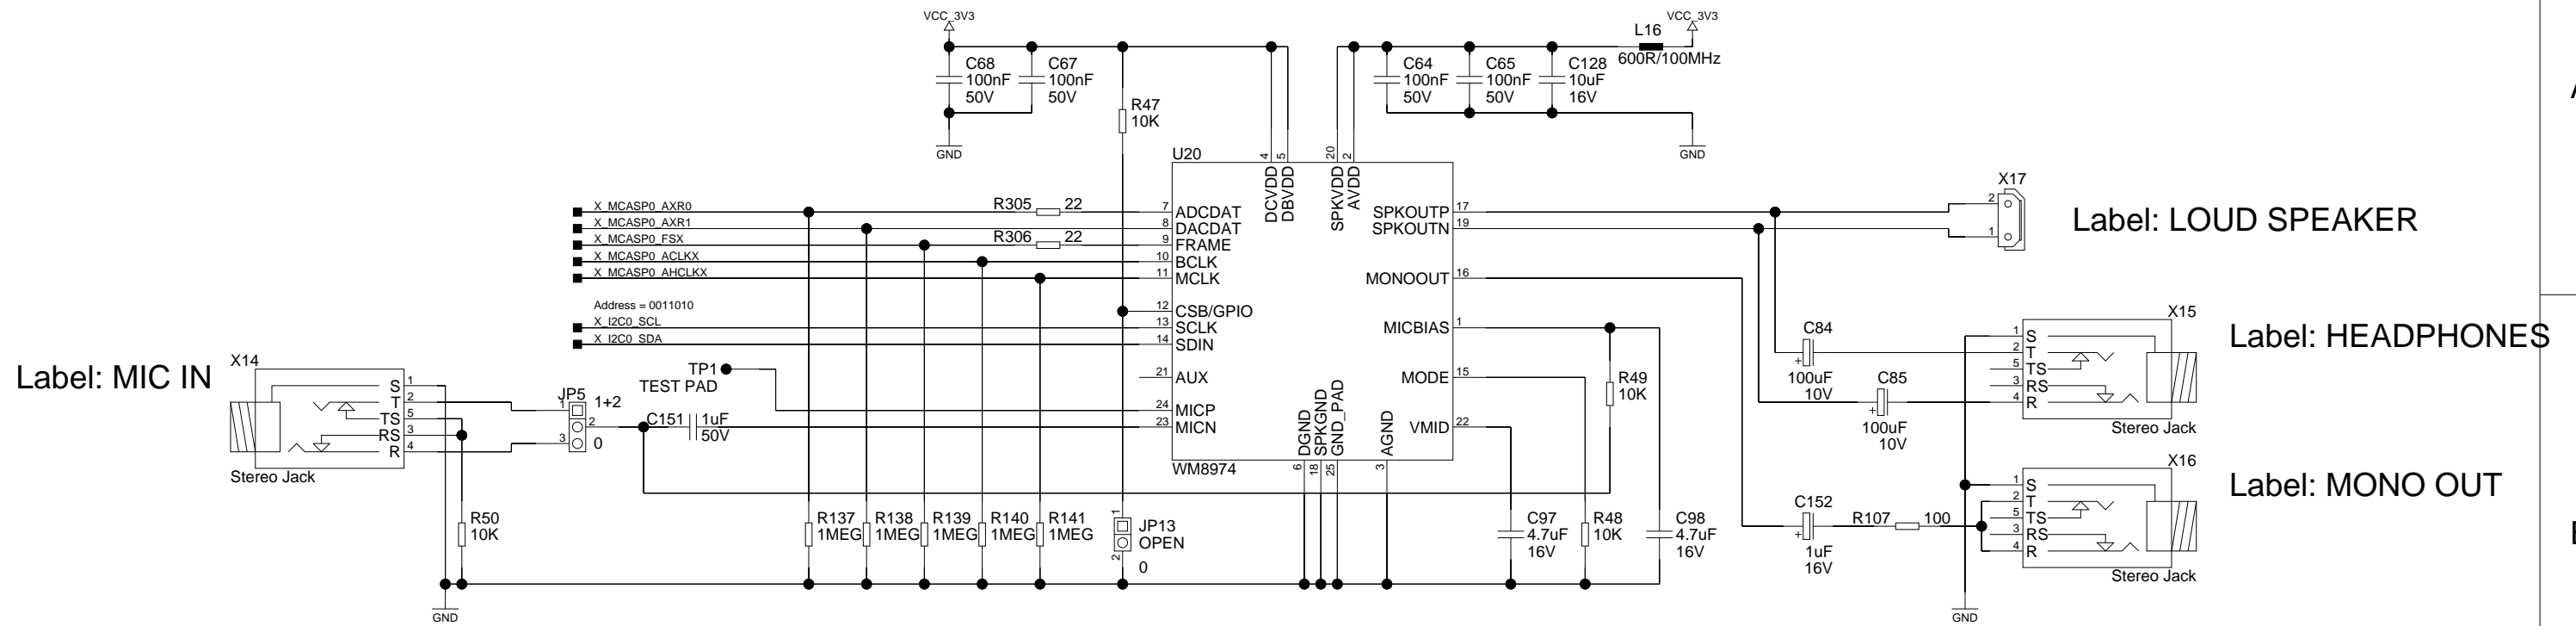 VCC_3V3
VCC_3V3
L16
600R/100MHz
C68
100nF
50V
C67
100nF
50V
R47
10K
C64
100nF
50V
C65
100nF
50V
C128
10uF
16V
GND
GND
U20
4
5
20
2
DCVDD
DBVDD
SPKVDD
AVDD
X_MCASP0_AXR0
R305 22
7 ADCDAT
X_MCASP0_AXR1
8 DACDAT
X_MCASP0_FSX
R306 22
9 FRAME
X_MCASP0_ACLKX
10 BCLK
X_MCASP0_AHCLKX
11 MCLK
Address = 0011010
12 CSB/GPIO
X_I2C0_SCL
13 SCLK
X_I2C0_SDA
14 SDIN
21 AUX
24 MICP
23 MICN
SPKOUTP 17
SPKOUTN 19
MONOOUT 16
MICBIAS 1
MODE 15
VMID 22
DGND
SPKGND
GND_PAD
AGND
6
18
25
3
WM8974
X17
2
1
Label: LOUD SPEAKER
X15
1 S
2 T
5 TS
3 RS
4 R
Stereo Jack
Label: HEADPHONES
C84
+
100uF
10V
C85
+
100uF
10V
X16
1 S
2 T
5 TS
3 RS
4 R
Stereo Jack
Label: MONO OUT
C152
+
1uF
16V
R107 100
GND
Label: MIC IN
X14
S 1
T 2
TS 5
RS 3
R 4
Stereo Jack
JP5
1 1+2
2
3 0
TP1
TEST PAD
C151 1uF
50V
R49
10K
R50
10K
R137
1MEG
R138
1MEG
R139
1MEG
R140
1MEG
R141
1MEG
1
JP13
OPEN
2
0
C97
4.7uF
16V
R48
10K
C98
4.7uF
16V
GND